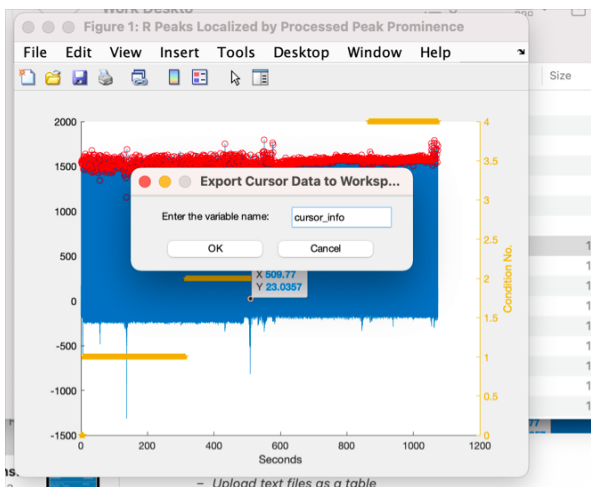 Work Deskto
Figure 1: R Peaks Localized by Processed Peak Prominence
File Edit View Insert Tools Desktop Window Help
Size
2000
1500
1000
500
0
-500
-1000
-1500
4
3.5
3
2.5
2
1.5
1
0.5
0
Condition No.
Export Cursor Data to Worksp...
Enter the variable name:
cursor_info
OK Cancel
X 509.77
Y 23.0357
0 200 400 600 800 1000 1200
Seconds
- Upload text files as a table